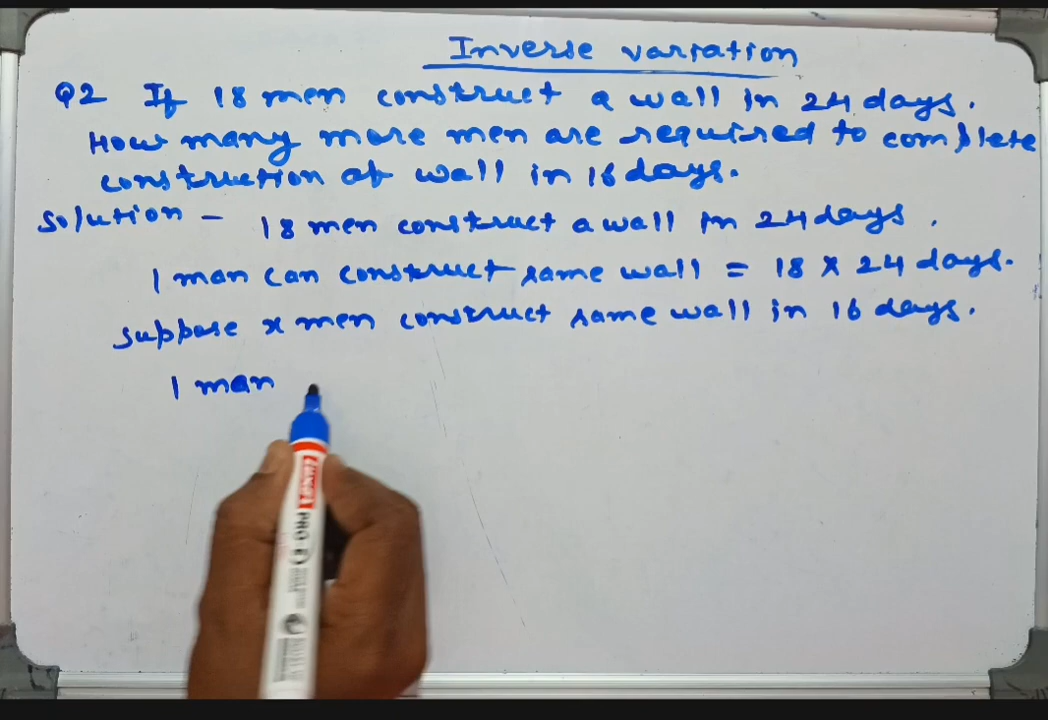 Inverse variation
Q2 If 18 men construct a wall in 24 days.
How many more men are required to complete
construction of wall in 16 days.
Solution - 18 men construct a wall in 24 days.
1 man can construct same wall = 18 x 24 days.
suppose x men construct same wall in 16 days.
1 man
CAMEL PRO